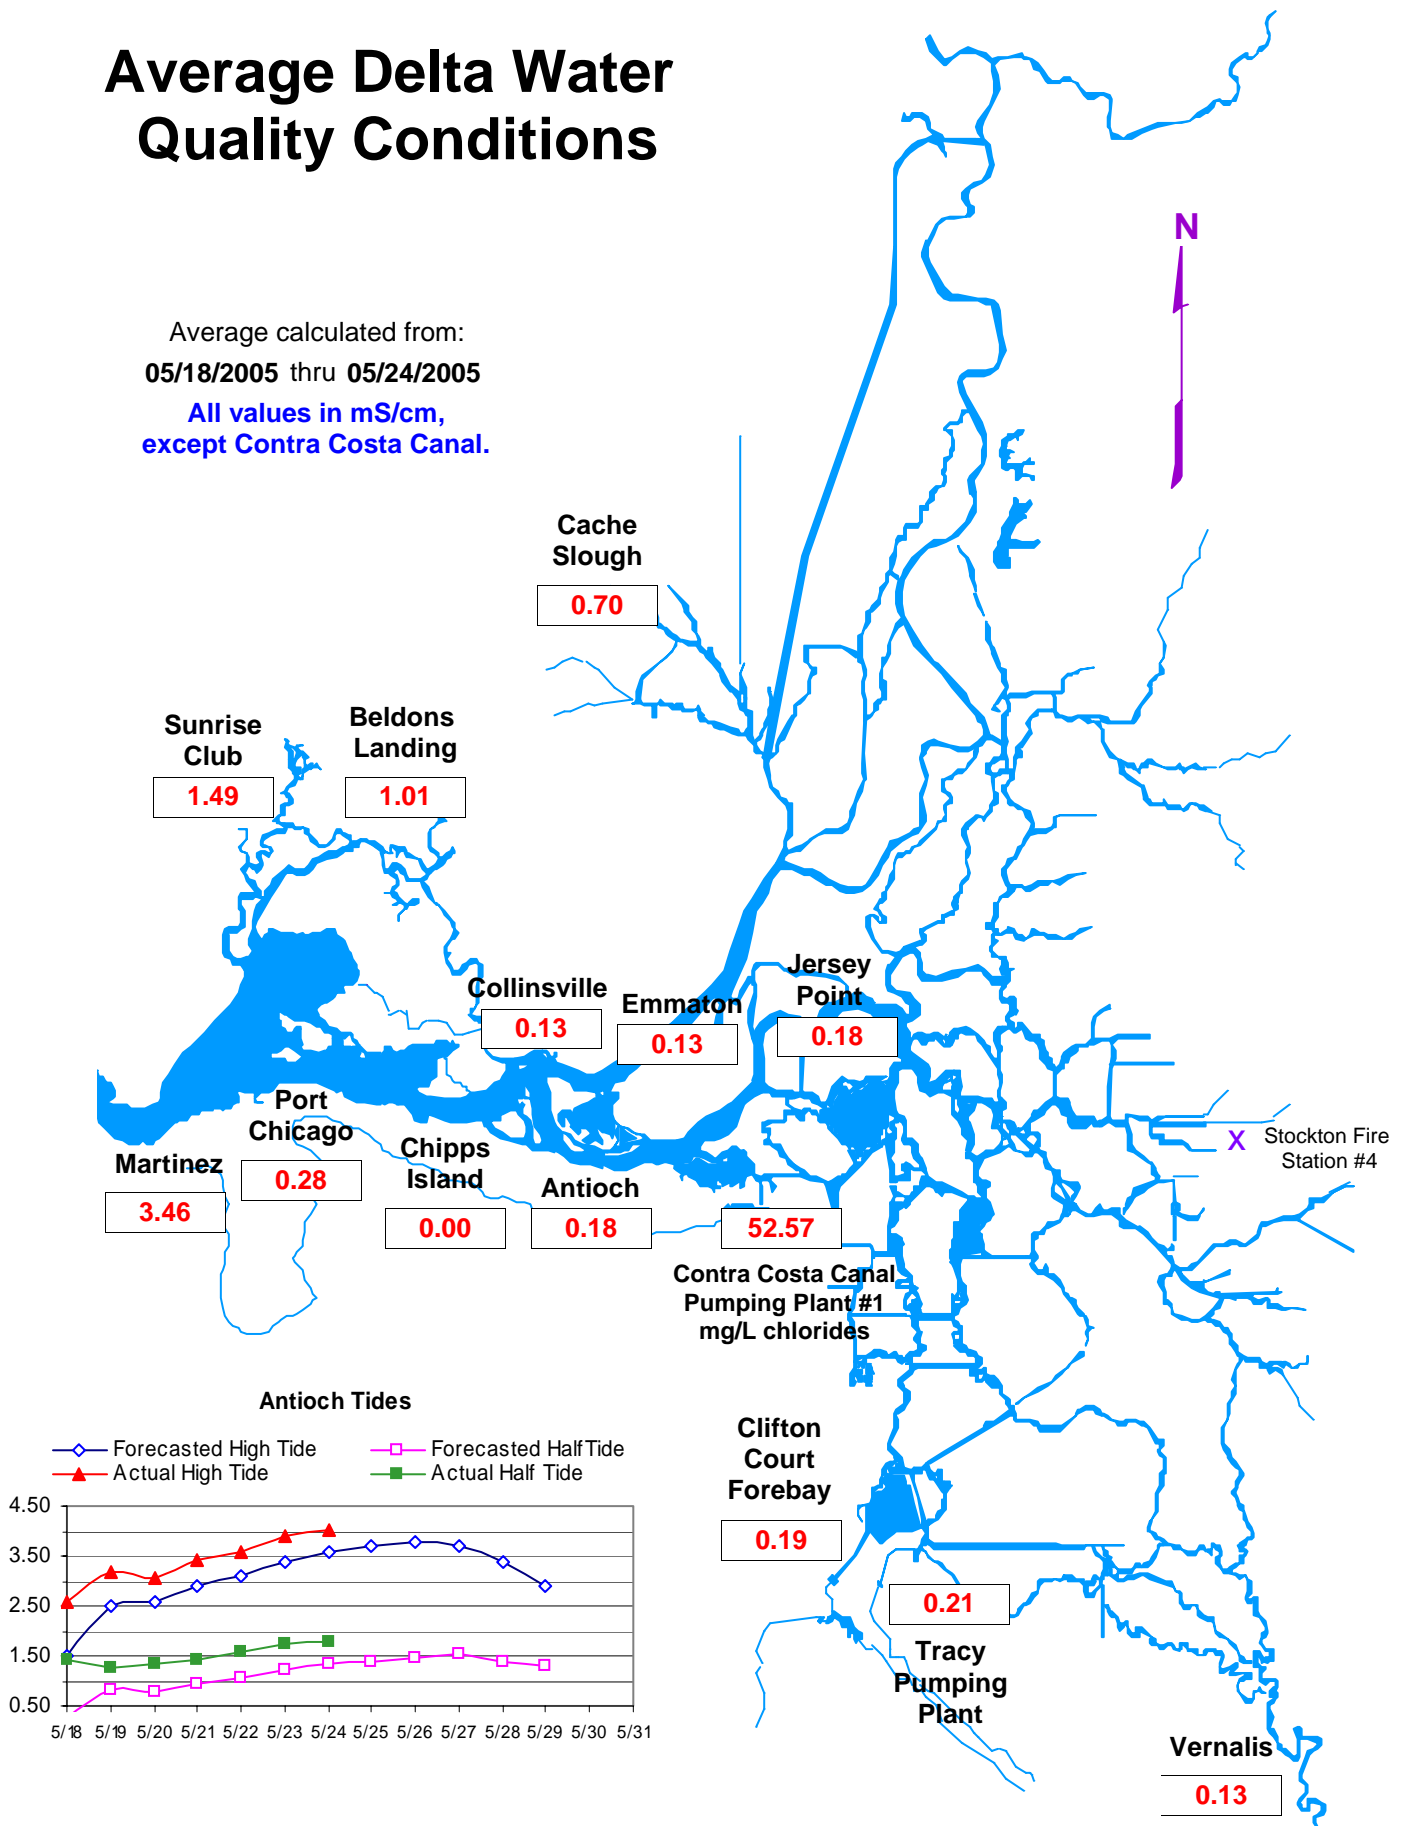 Average Delta Water
Quality Conditions
N
Average calculated from:
05/18/2005 thru 05/24/2005
All values in mS/cm,
except Contra Costa Canal.
Cache
Slough
0.70
Sunrise
Club
1.49
Beldons
Landing
1.01
Collinsville
0.13
Emmaton
0.13
Jersey
Point
0.18
Port
Chicago
0.28
Martinez
3.46
Chipps
Island
0.00
Antioch
0.18
52.57
Contra Costa Canal
Pumping Plant #1
mg/L chlorides
X
Stockton Fire
Station #4
Clifton
Court
Forebay
0.19
0.21
Tracy
Pumping
Plant
Vernalis
0.13
Antioch Tides
Forecasted High Tide
Forecasted Half Tide
Actual High Tide
Actual Half Tide
4.50
3.50
2.50
1.50
0.50
5/18 5/19 5/20 5/21 5/22 5/23 5/24 5/25 5/26 5/27 5/28 5/29 5/30 5/31